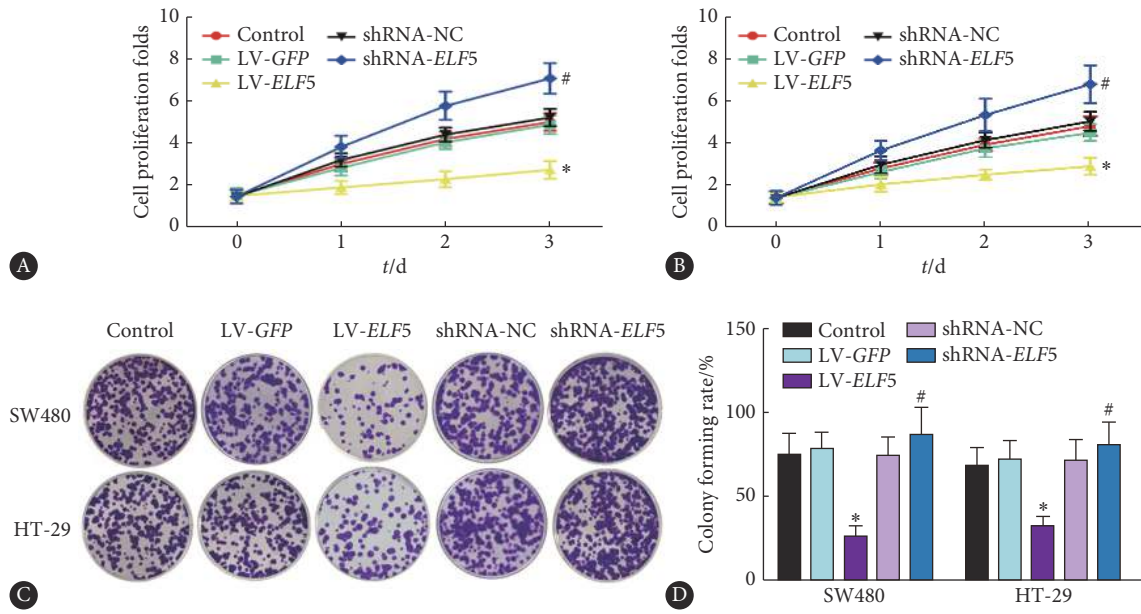 10
8
6
4
2
0
Cell proliferation folds
Control
LV-GFP
LV-ELF5
shRNA-NC
shRNA-ELF5
#
*
0 1 2 3
t/d
A
10
8
6
4
2
0
Cell proliferation folds
Control
LV-GFP
LV-ELF5
shRNA-NC
shRNA-ELF5
#
*
0 1 2 3
t/d
B
Control LV-GFP LV-ELF5 shRNA-NC shRNA-ELF5
SW480
HT-29
C
150
100
50
0
Colony forming rate/%
Control
LV-GFP
LV-ELF5
shRNA-NC
shRNA-ELF5
* # * #
SW480 HT-29
D